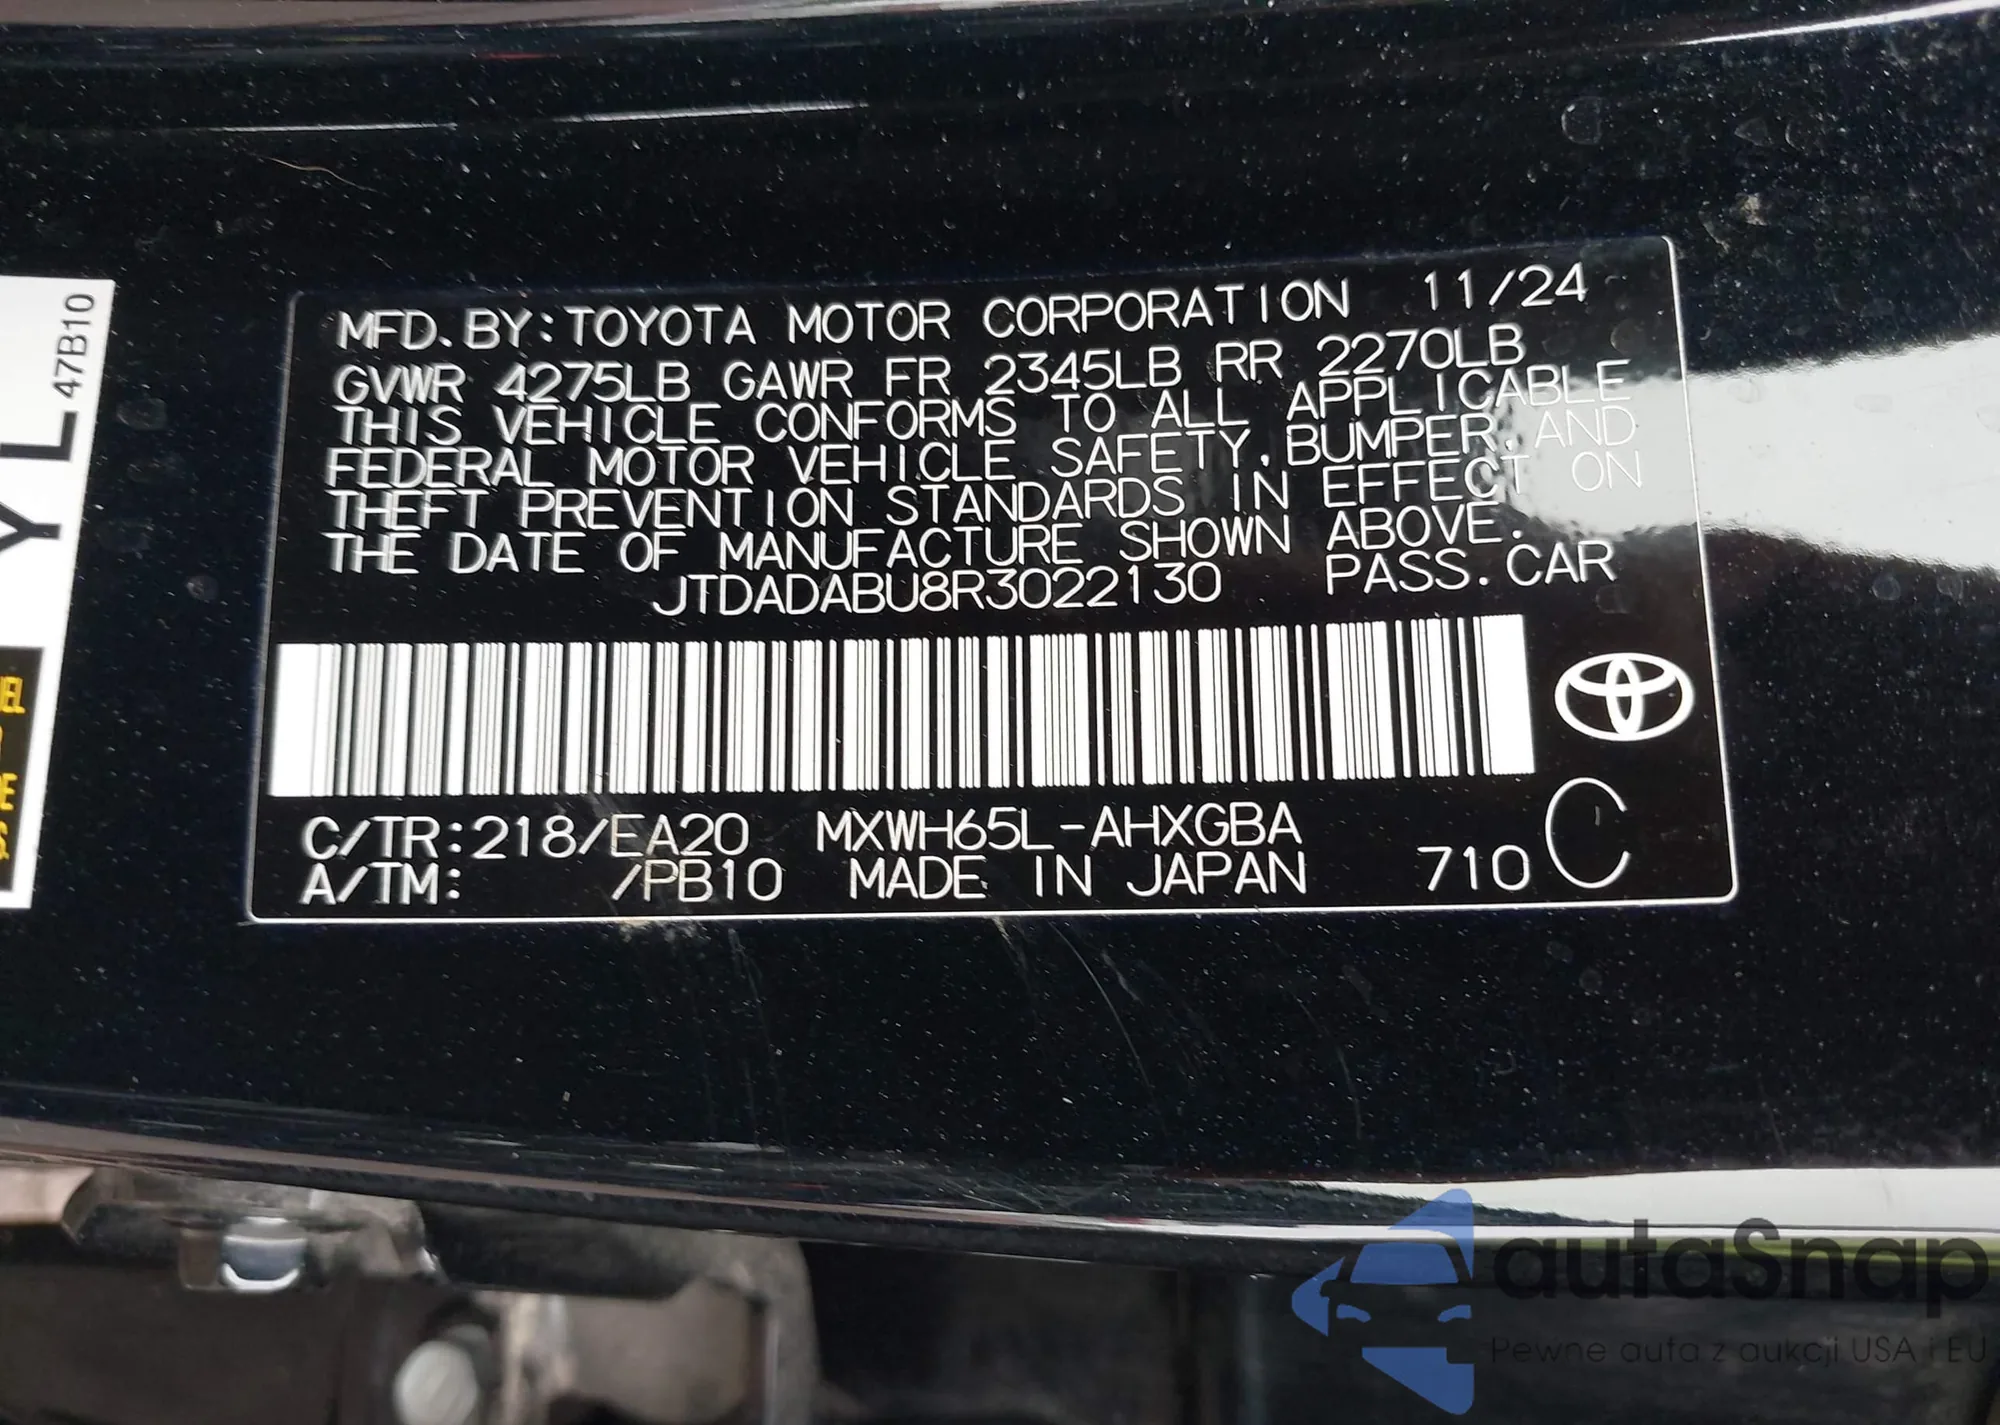 MFD.BY:TOYOTA MOTOR CORPORATION 11/24
GVWR 4275LB GAWR FR 2345LB RR 2270LB
THIS VEHICLE CONFORMS TO ALL APPLICABLE
FEDERAL MOTOR VEHICLE SAFETY, BUMPER, AND
THEFT PREVENTION STANDARDS IN EFFECT ON
THE DATE OF MANUFACTURE SHOWN ABOVE.
JTDADABU8R3022130 PASS.CAR
C/TR:218/EA20 MXWH65L-AHXGBA
A/TM: /PB10 MADE IN JAPAN 710 C
YL 47B10
autaSnap
Pewne auta z aukcji USA i EU